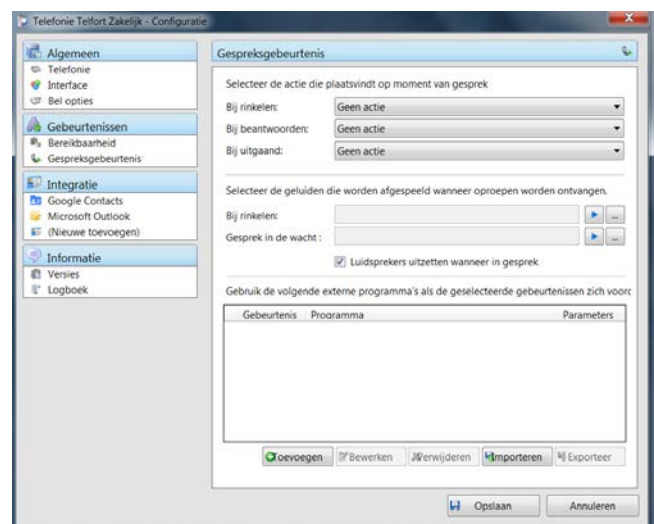 Telefonie Telfort Zakelijk - Configuratie
Algemeen
Telefonie
Interface
Bel opties
Gebeurtenissen
Bereikbaarheid
Gespreksgebeurtenis
Integratie
Google Contacts
Microsoft Outlook
(Nieuwe toevoegen)
Informatie
Versies
Logboek
Gespreksgebeurtenis
Selecteer de actie die plaatsvindt op moment van gesprek
Bij rinkelen: Geen actie
Bij beantwoorden: Geen actie
Bij uitgaand: Geen actie
Selecteer de geluiden die worden afgespeeld wanneer oproepen worden ontvangen.
Bij rinkelen: ...
Gesprek in de wacht : ...
Luidsprekers uitzetten wanneer in gesprek
Gebruik de volgende externe programma's als de geselecteerde gebeurtenissen zich voorc
Gebeurtenis Programma Parameters
Toevoegen Bewerken Verwijderen Importeren Exporteer
Opslaan Annuleren